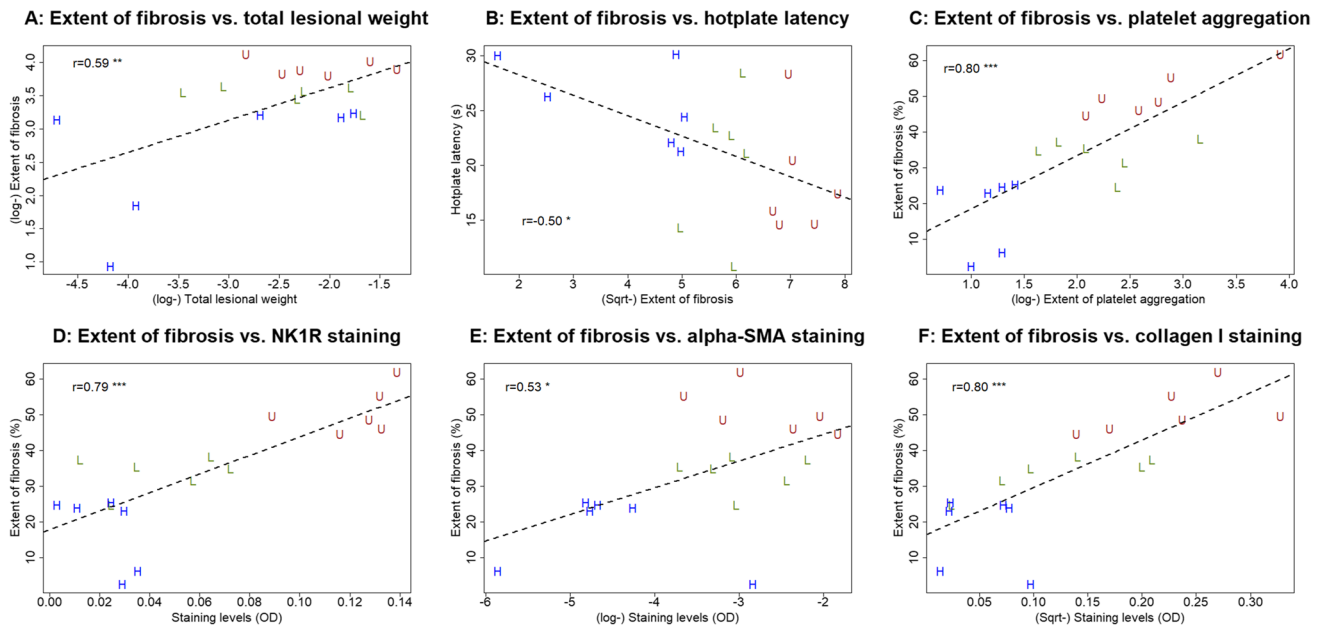 A: Extent of fibrosis vs. total lesional weight
r=0.59 **
U U U U U U
L L L L L L
H H H H H H H
4.0
3.5
3.0
2.5
2.0
1.5
1.0
(log-) Extent of fibrosis
-4.5 -4.0 -3.5 -3.0 -2.5 -2.0 -1.5
(log-) Total lesional weight
B: Extent of fibrosis vs. hotplate latency
r=-0.50 *
H H H H H H
L L L L L L
U U U U U U
30
25
20
15
Hotplate latency (s)
2 3 4 5 6 7 8
(Sqrt-) Extent of fibrosis
C: Extent of fibrosis vs. platelet aggregation
r=0.80 ***
U U U U U U
L L L L L L
H H H H H H
60
50
40
30
20
10
Extent of fibrosis (%)
1.0 1.5 2.0 2.5 3.0 3.5 4.0
(log-) Extent of platelet aggregation
D: Extent of fibrosis vs. NK1R staining
r=0.79 ***
U U U U U U
L L L L L L
H H H H H H
60
50
40
30
20
10
Extent of fibrosis (%)
0.00 0.02 0.04 0.06 0.08 0.10 0.12 0.14
Staining levels (OD)
E: Extent of fibrosis vs. alpha-SMA staining
r=0.53 *
U U U U U U
L L L L L L
H H H H H H
60
50
40
30
20
10
Extent of fibrosis (%)
-6 -5 -4 -3 -2
(log-) Staining levels (OD)
F: Extent of fibrosis vs. collagen I staining
r=0.80 ***
U U U U U U
L L L L L L
H H H H H H
60
50
40
30
20
10
Extent of fibrosis (%)
0.05 0.10 0.15 0.20 0.25 0.30
(Sqrt-) Staining levels (OD)